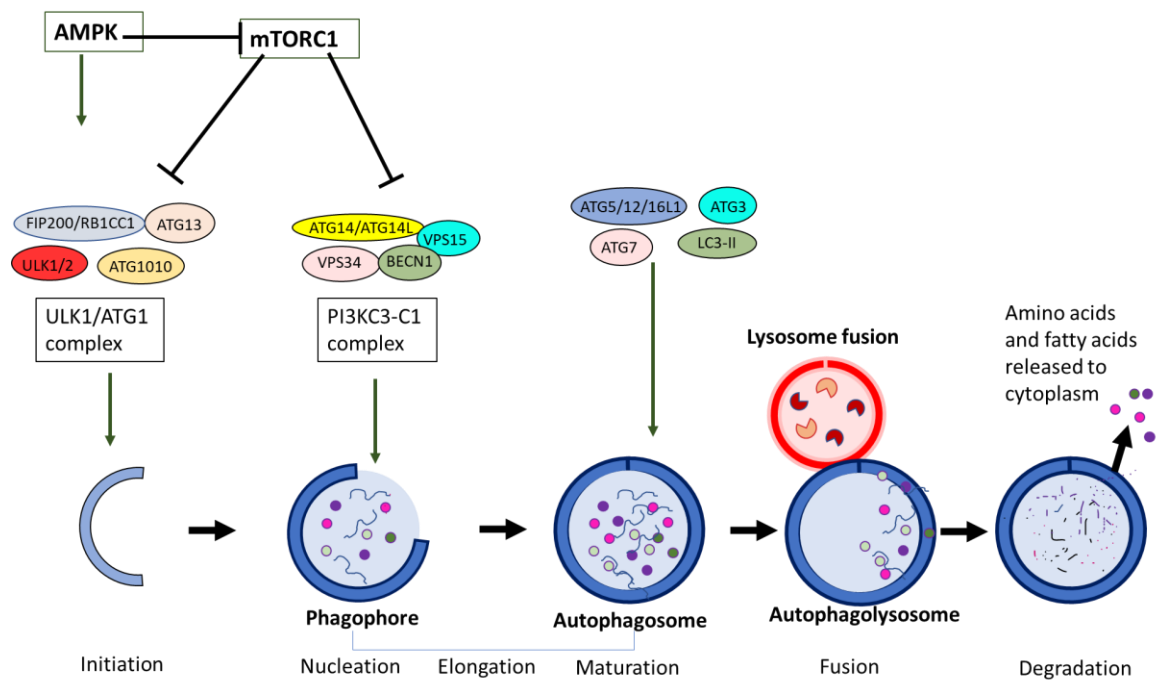 AMPK
mTORC1
FIP200/RB1CC1
ATG13
ULK1/2
ATG1010
ULK1/ATG1
complex
ATG14/ATG14L
VPS15
VPS34
BECN1
PI3KC3-C1
complex
ATG5/12/16L1
ATG3
ATG7
LC3-II
Lysosome fusion
Amino acids
and fatty acids
released to
cytoplasm
Phagophore
Autophagosome
Autophagolysosome
Initiation
Nucleation
Elongation
Maturation
Fusion
Degradation